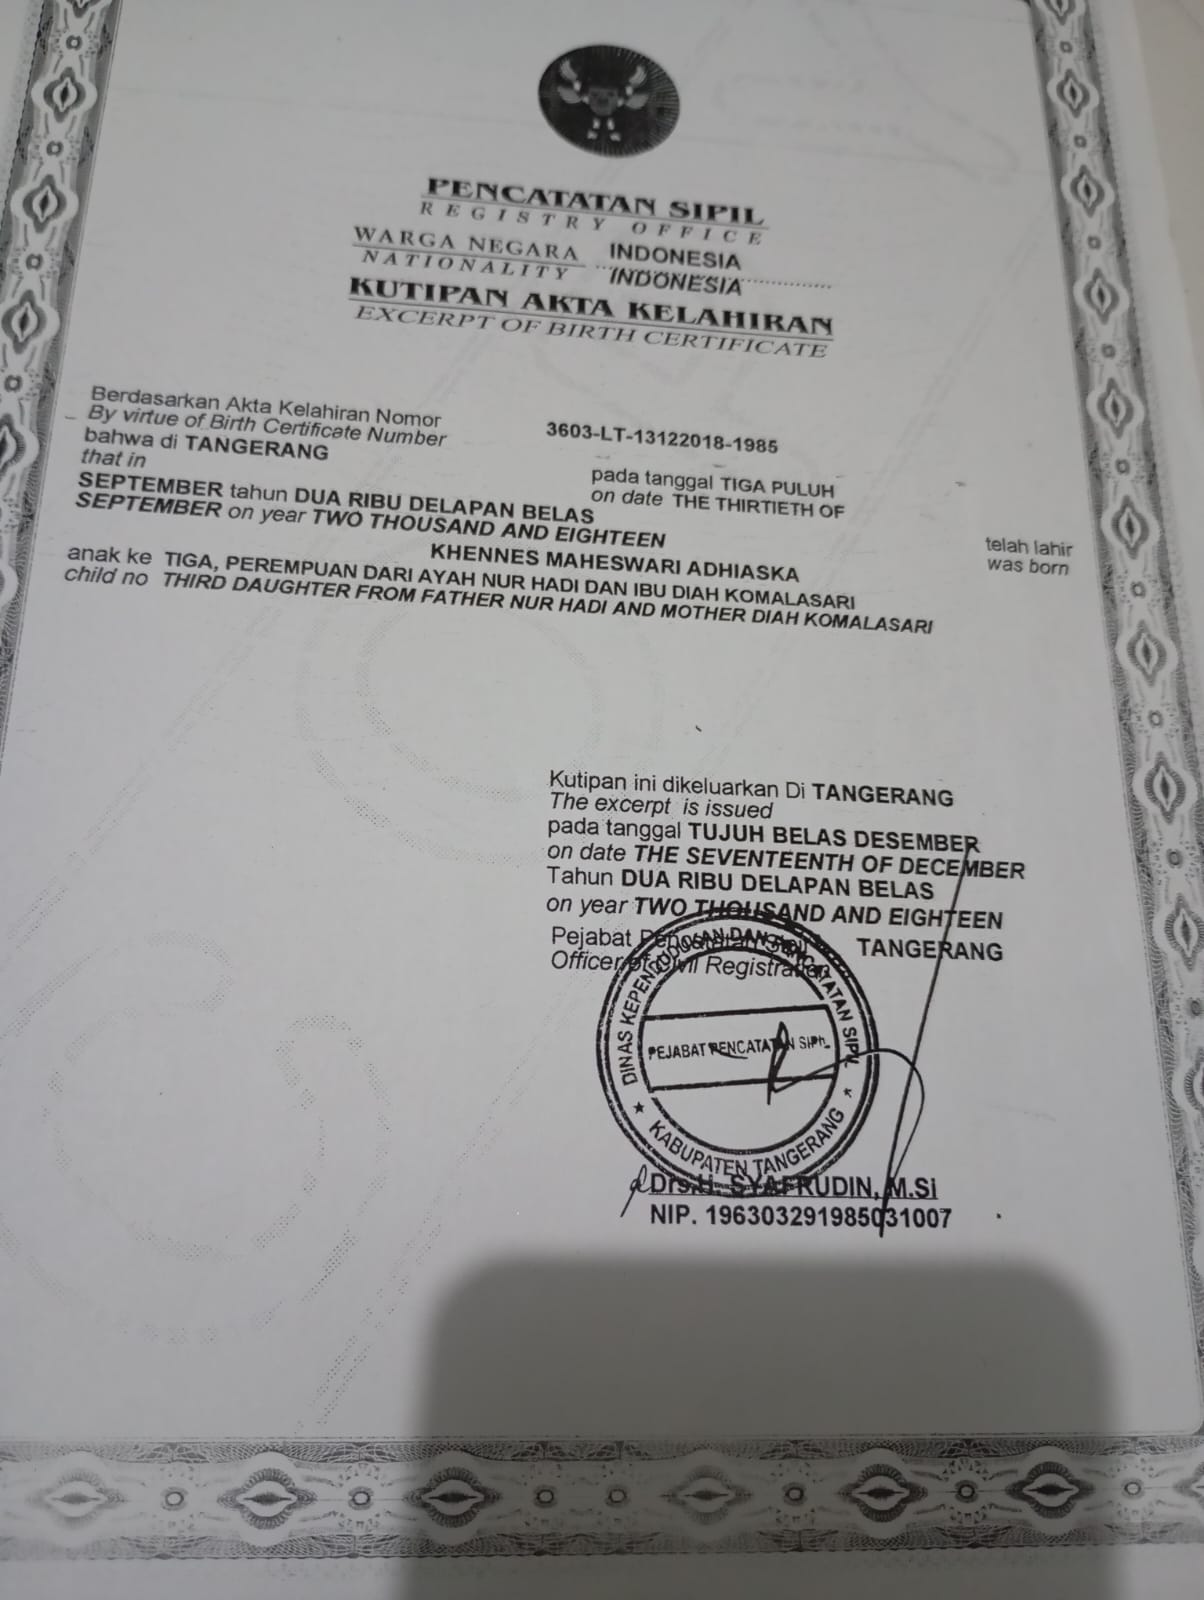 PENCATATAN SIPIL
REGISTRY OFFICE
WARGA NEGARA INDONESIA
NATIONALITY INDONESIA
KUTIPAN AKTA KELAHIRAN
EXCERPT OF BIRTH CERTIFICATE
Berdasarkan Akta Kelahiran Nomor
By virtue of Birth Certificate Number 3603-LT-13122018-1985
bahwa di TANGERANG pada tanggal TIGA PULUH
that in on date THE THIRTIETH OF
SEPTEMBER tahun DUA RIBU DELAPAN BELAS telah lahir
SEPTEMBER on year TWO THOUSAND AND EIGHTEEN was born
KHENNES MAHESWARI ADHIASKA
anak ke TIGA, PEREMPUAN DARI AYAH NUR HADI DAN IBU DIAH KOMALASARI
child no THIRD DAUGHTER FROM FATHER NUR HADI AND MOTHER DIAH KOMALASARI
Kutipan ini dikeluarkan Di TANGERANG
The excerpt is issued
pada tanggal TUJUH BELAS DESEMBER
on date THE SEVENTEENTH OF DECEMBER
Tahun DUA RIBU DELAPAN BELAS
on year TWO THOUSAND AND EIGHTEEN
Pejabat Pencatatan Sipil TANGERANG
Officer of Civil Registration
DINAS KEPENDUDUKAN DAN PENCATATAN SIPIL
PEJABAT PENCATATAN SIPIL
KABUPATEN TANGERANG
Drs.H. SYAFRUDIN, M.Si
NIP. 196303291985031007